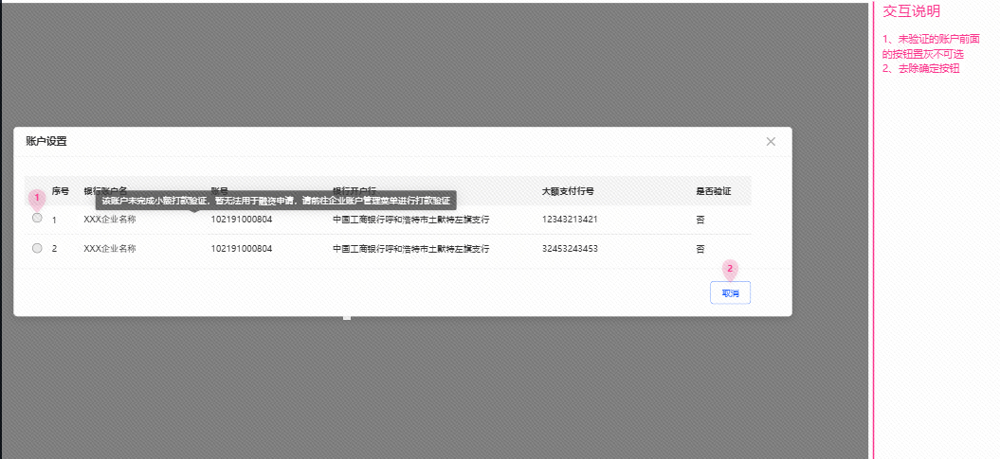 交互说明
1、未验证的账户前面
的按钮置灰不可选
2、去除确定按钮
账户设置
序号 银行账户名 账号 银行开户行 大额支付行号 是否验证
1
该账户未完成小额打款验证，暂无法用于融资申请，请前往企业账户管理菜单进行打款验证
1 XXX企业名称 102191000804 中国工商银行呼和浩特市土默特左旗支行 12343213421 否
2 XXX企业名称 102191000804 中国工商银行呼和浩特市土默特左旗支行 32453243453 否
2
取消